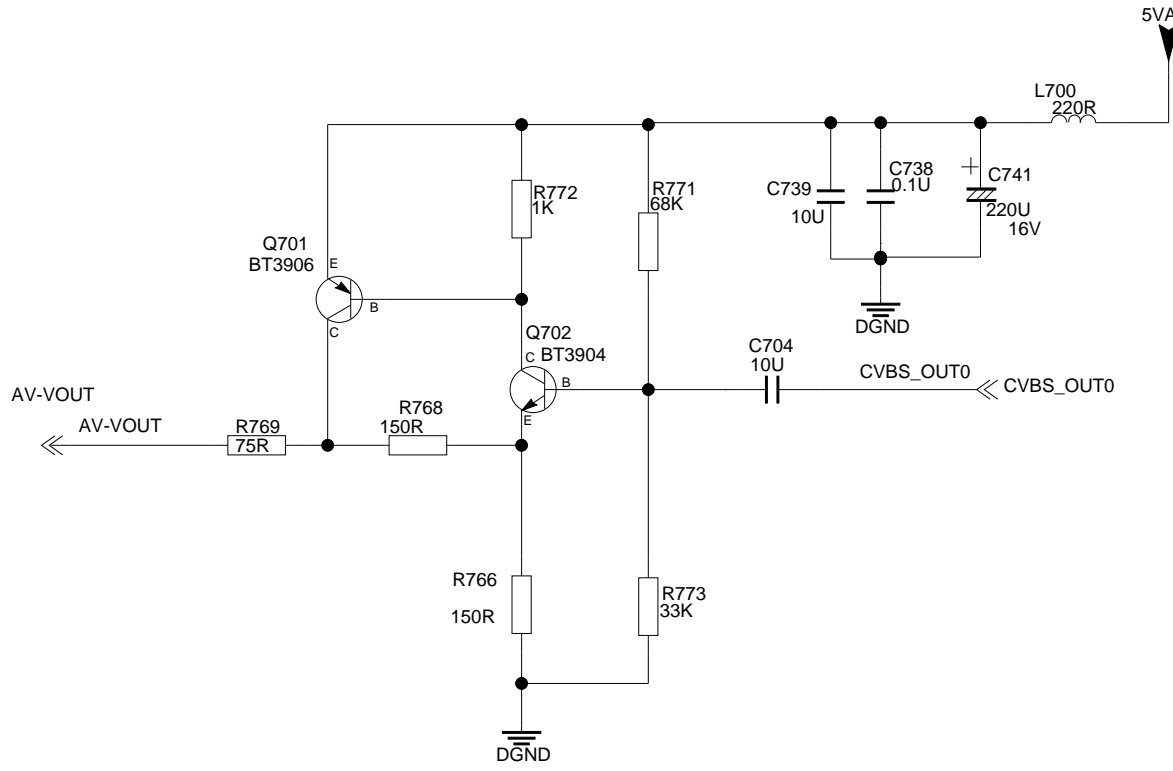 5VA
L700
220R
R772
1K
R771
68K
C739
10U
C738
0.1U
C741
220U
16V
Q701
BT3906
E
B
C
DGND
Q702
BT3904
C
B
E
C704
10U
CVBS_OUT0
CVBS_OUT0
AV-VOUT
AV-VOUT
R769
75R
R768
150R
R766
150R
R773
33K
DGND